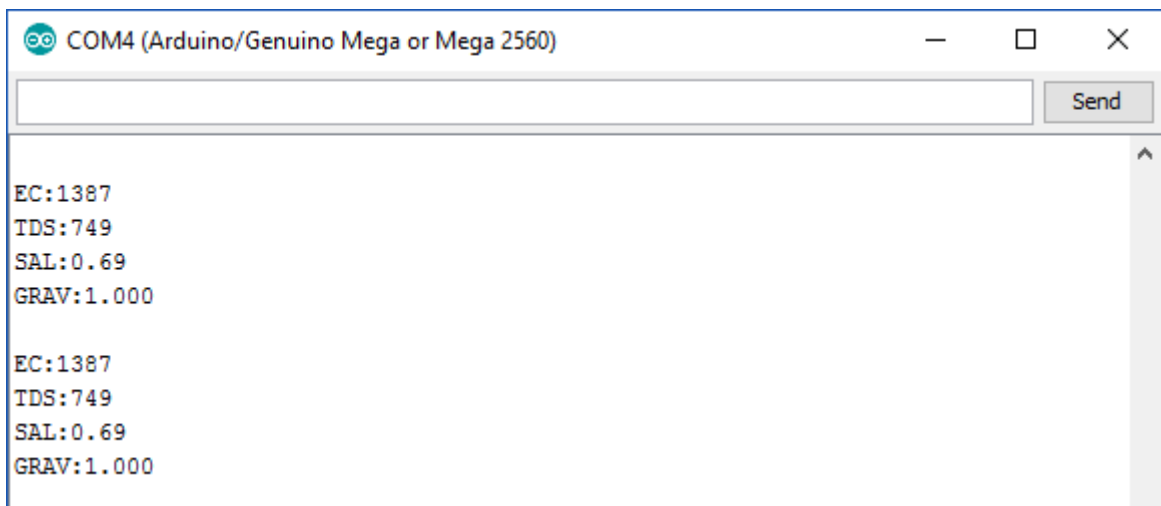 COM4 (Arduino/Genuino Mega or Mega 2560)
Send
EC:1387
TDS:749
SAL:0.69
GRAV:1.000
EC:1387
TDS:749
SAL:0.69
GRAV:1.000